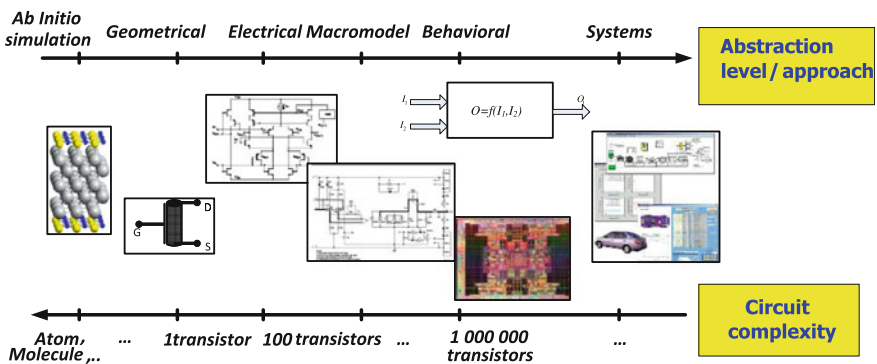 Ab Initio
simulation Geometrical Electrical Macromodel Behavioral Systems
Abstraction
level / approach
I1
I2
O=f(I1,I2)
O
G
D
S
Atom, ... 1transistor 100 transistors ... 1 000 000 ...
Molecule,.. transistors
Circuit
complexity